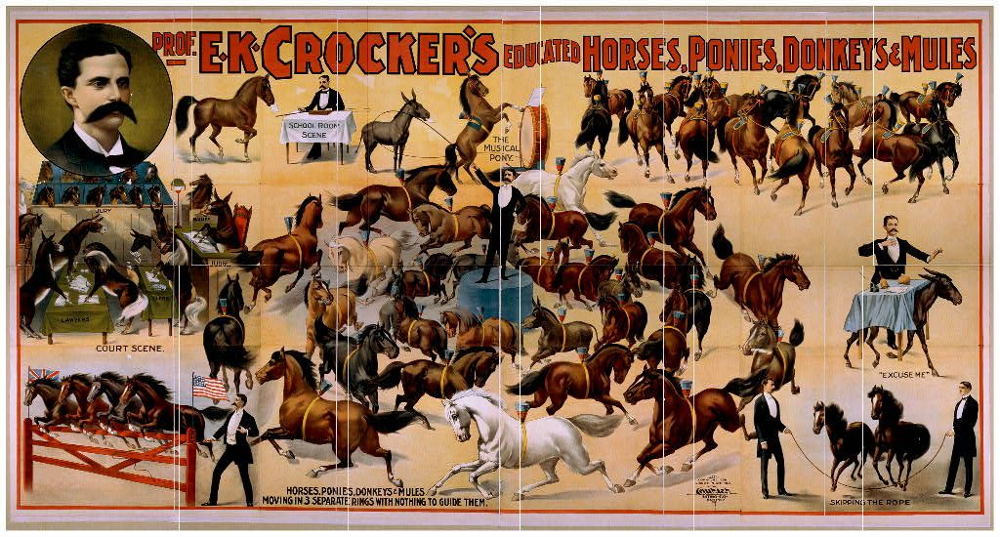 PROF. E.K. CROCKER'S EDUCATED HORSES, PONIES, DONKEYS & MULES
SCHOOL ROOM
SCENE
THE
MUSICAL
PONY.
JURY
JUDGE
LAWYERS
CLERK
COURT SCENE.
"EXCUSE ME"
HORSES, PONIES, DONKEYS & MULES
MOVING IN 3 SEPARATE RINGS WITH NOTHING TO GUIDE THEM.
SKIPPING THE ROPE